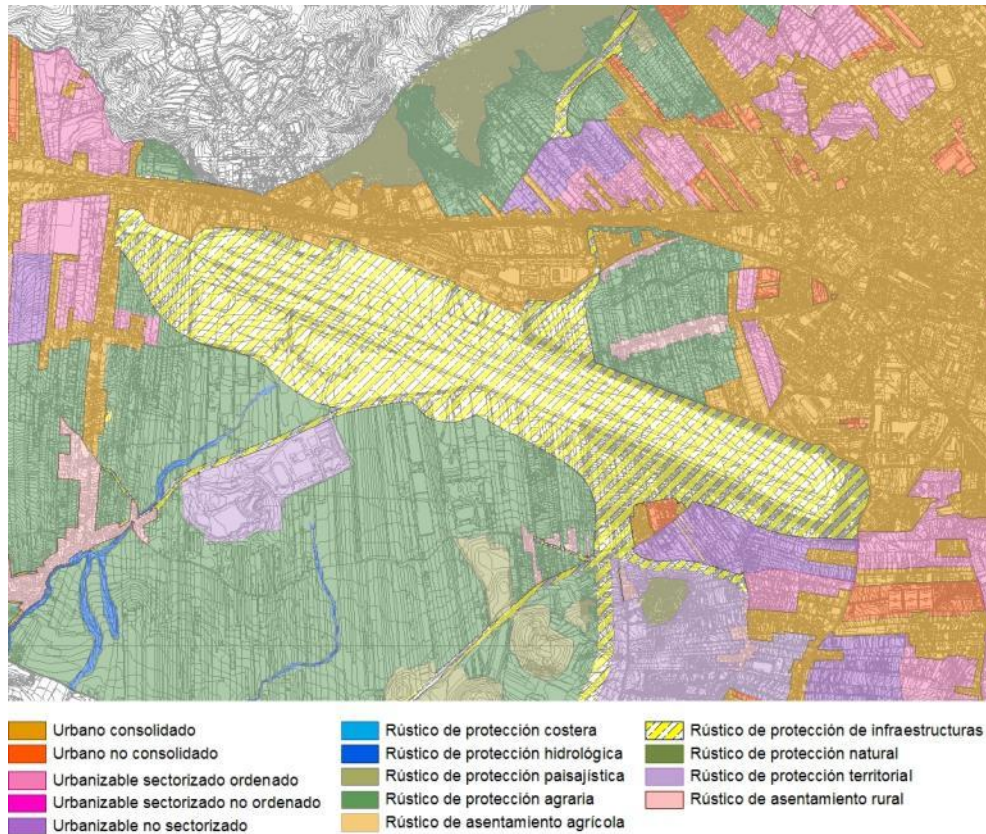 Urbano consolidado
Urbano no consolidado
Urbanizable sectorizado ordenado
Urbanizable sectorizado no ordenado
Urbanizable no sectorizado
Rústico de protección costera
Rústico de protección hidrológica
Rústico de protección paisajística
Rústico de protección agraria
Rústico de asentamiento agrícola
Rústico de protección de infraestructuras
Rústico de protección natural
Rústico de protección territorial
Rústico de asentamiento rural